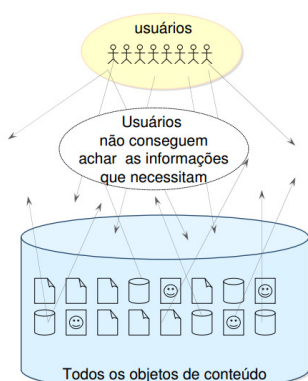 usuários
Usuários
não conseguem
achar as informações
que necessitam
Todos os objetos de conteúdo